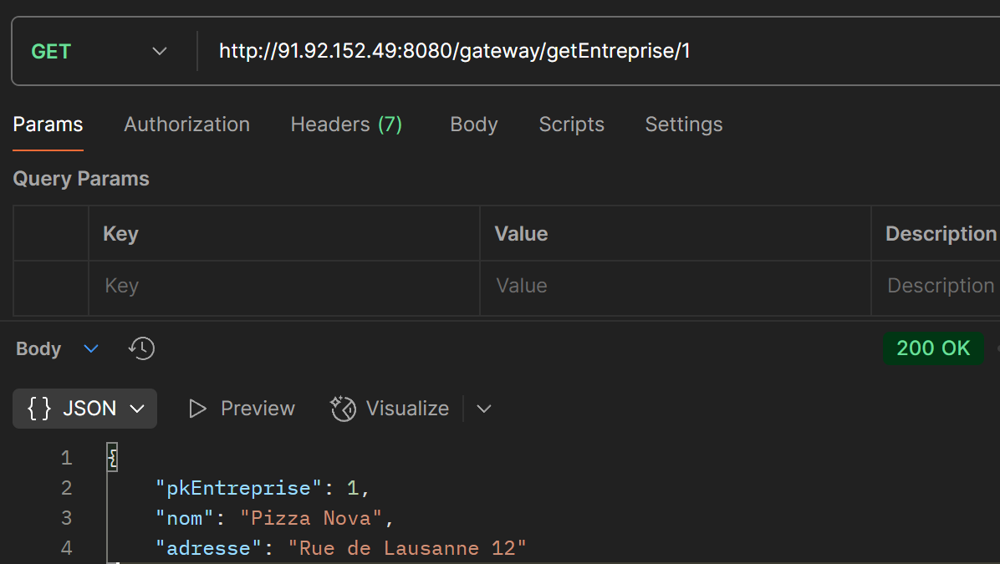 GET http://91.92.152.49:8080/gateway/getEntreprise/1
Params Authorization Headers (7) Body Scripts Settings
Query Params
Key Value Description
Key Value Description
Body 200 OK
{} JSON Preview Visualize
1 {
2 "pkEntreprise": 1,
3 "nom": "Pizza Nova",
4 "adresse": "Rue de Lausanne 12"